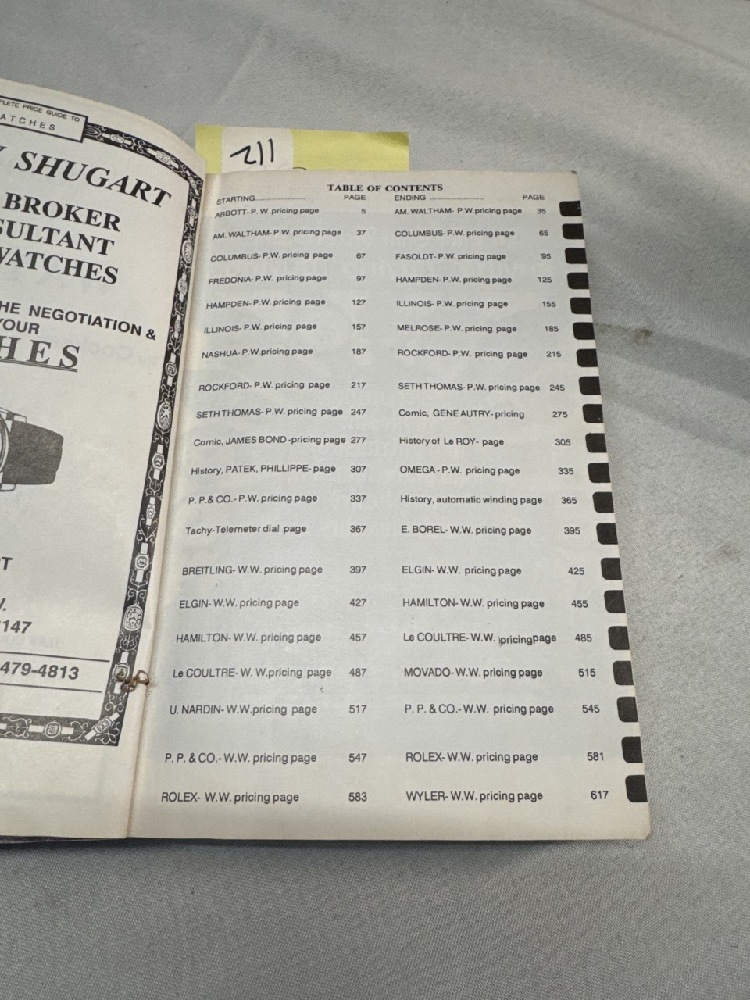 PLETE PRICE GUIDE TO
ATCHES
SHUGART
BROKER
SULTANT
WATCHES
HE NEGOTIATION &
YOUR
HES
T
147
479-4813
211
TABLE OF CONTENTS
STARTING.................... PAGE ENDING .................... PAGE
ABBOTT- P.W. pricing page 5 AM. WALTHAM- P.W pricing page 35
AM. WALTHAM-P.W. pricing page 37 COLUMBUS- P.W. pricing page 65
COLUMBUS- P.W. pricing page 67 FASOLDT- P.W. pricing page 95
FREDONIA- P.W. pricing page 97 HAMPDEN- P.W. pricing page 125
HAMPDEN- P.W. pricing page 127 ILLINOIS- P.W. pricing page 155
ILLINOIS- P.W. pricing page 157 MELROSE- P.W. pricing page 185
NASHUA- P.W.pricing page 187 ROCKFORD- P.W. pricing page 215
ROCKFORD- P.W. pricing page 217 SETH THOMAS- P.W. pricing page 245
SETH THOMAS- P.W. pricing page 247 Comic, GENE AUTRY-pricing 275
Comic, JAMES BOND -pricing page 277 History of Le ROY- page 305
History, PATEK, PHILLIPPE- page 307 OMEGA - P.W. pricing page 335
P. P. & CO. - P.W. pricing page 337 History, automatic winding page 365
Tachy-Telemeter dial page 367 E. BOREL- W.W. pricing page 395
BREITLING- W.W. pricing page 397 ELGIN- W.W. pricing page 425
ELGIN- W.W. pricing page 427 HAMILTON- W.W. pricing page 455
HAMILTON- W.W. pricing page 457 Le COULTRE- W.W. pricing page 485
Le COULTRE- W. W.pricing page 487 MOVADO- W.W. pricing page 515
U. NARDIN- W.W.pricing page 517 P. P. & CO.- W.W. pricing page 545
P. P. & CO. - W.W. pricing page 547 ROLEX- W.W. pricing page 581
ROLEX- W.W. pricing page 583 WYLER- W.W. pricing page 617